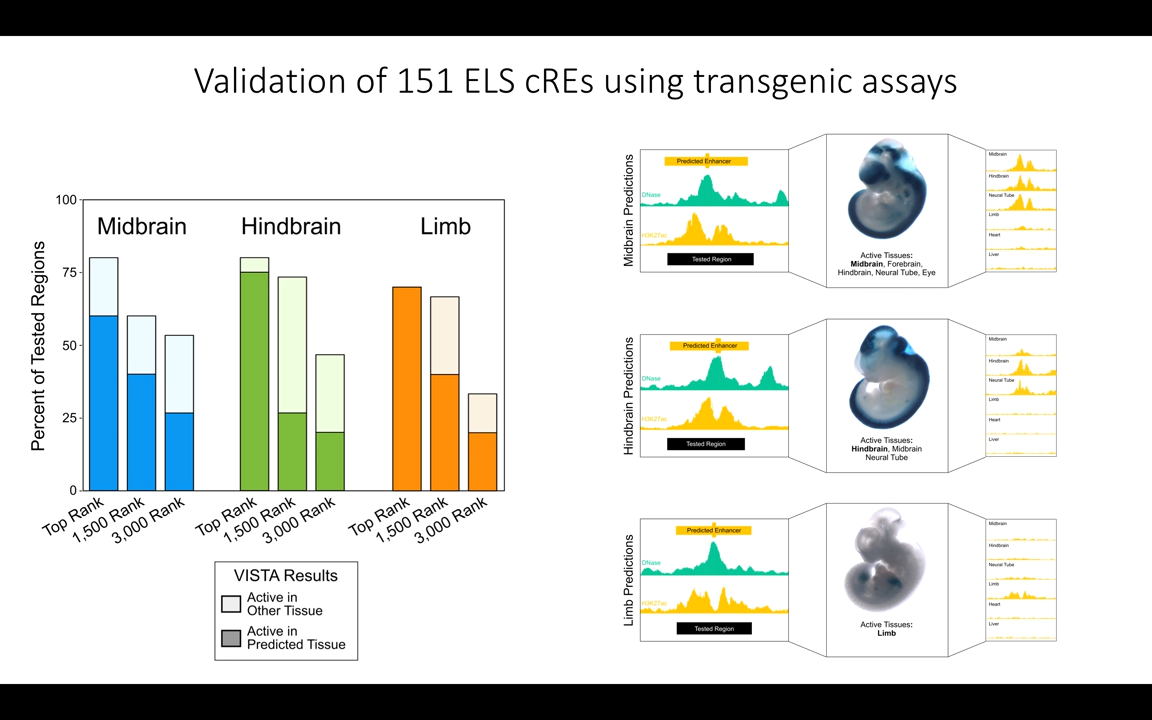 Validation of 151 ELS cREs using transgenic assays
Percent of Tested Regions
100
75
50
25
0
Midbrain
Hindbrain
Limb
Top Rank
1,500 Rank
3,000 Rank
Top Rank
1,500 Rank
3,000 Rank
Top Rank
1,500 Rank
3,000 Rank
VISTA Results
Active in
Other Tissue
Active in
Predicted Tissue
Midbrain Predictions
Predicted Enhancer
DNase
H3K27ac
Tested Region
Active Tissues:
Midbrain, Forebrain,
Hindbrain, Neural Tube, Eye
Midbrain
Hindbrain
Neural Tube
Limb
Heart
Liver
Hindbrain Predictions
Predicted Enhancer
DNase
H3K27ac
Tested Region
Active Tissues:
Hindbrain, Midbrain
Neural Tube
Midbrain
Hindbrain
Neural Tube
Limb
Heart
Liver
Limb Predictions
Predicted Enhancer
DNase
H3K27ac
Tested Region
Active Tissues:
Limb
Midbrain
Hindbrain
Neural Tube
Limb
Heart
Liver